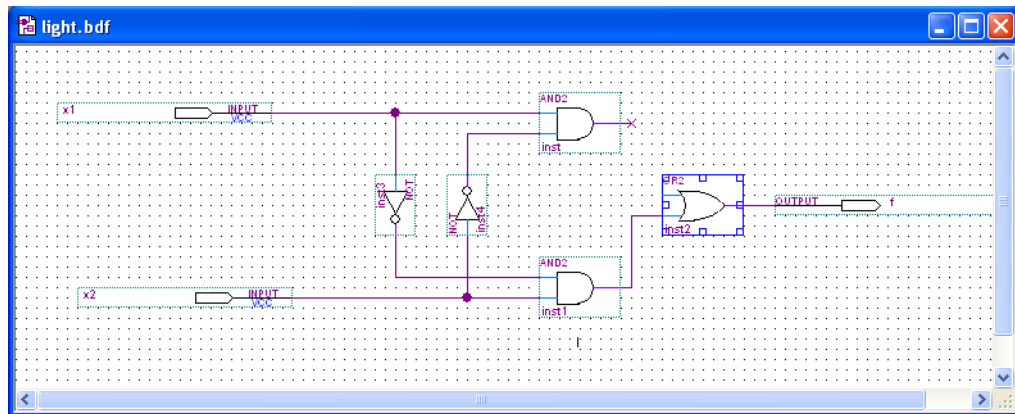 light.bdf
x1
INPUT
VCC
AND2
inst
inst3
NOT
NOT
inst4
OR2
inst2
OUTPUT
f
x2
INPUT
VCC
AND2
inst1